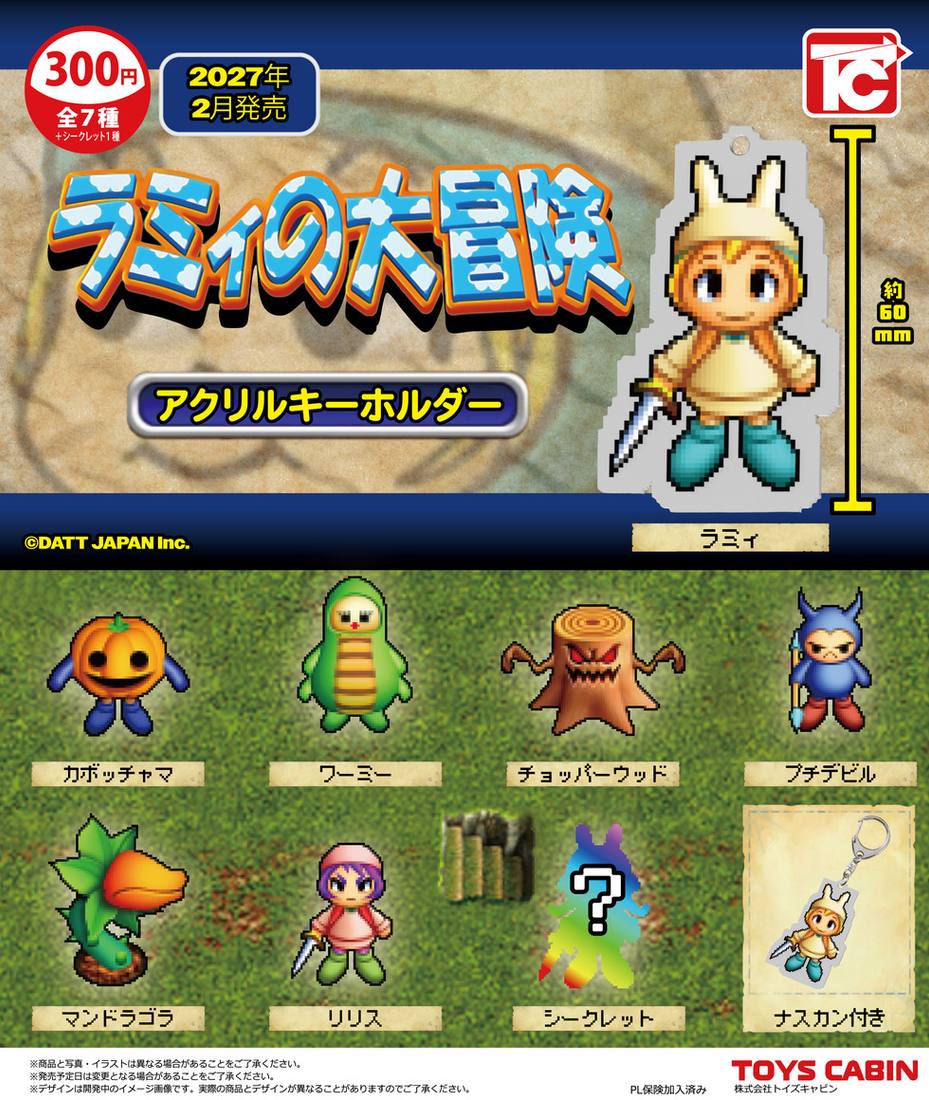 300円
全7種
+シークレット1種
2027年
2月発売
TC
ラミィの大冒険
アクリルキーホルダー
約
60
mm
©DATT JAPAN Inc.
ラミィ
カボッチャマ
ワーミー
チョッパーウッド
プチデビル
?
マンドラゴラ
リリス
シークレット
ナスカン付き
※商品と写真・イラストは異なる場合があることをご了承ください。
※発売予定日は変更となる場合があることをご了承ください。
※デザインは開発中のイメージ画像です。実際の商品とデザインが異なることがありますのでご了承ください。
PL保険加入済み
TOYS CABIN
株式会社トイズキャビン